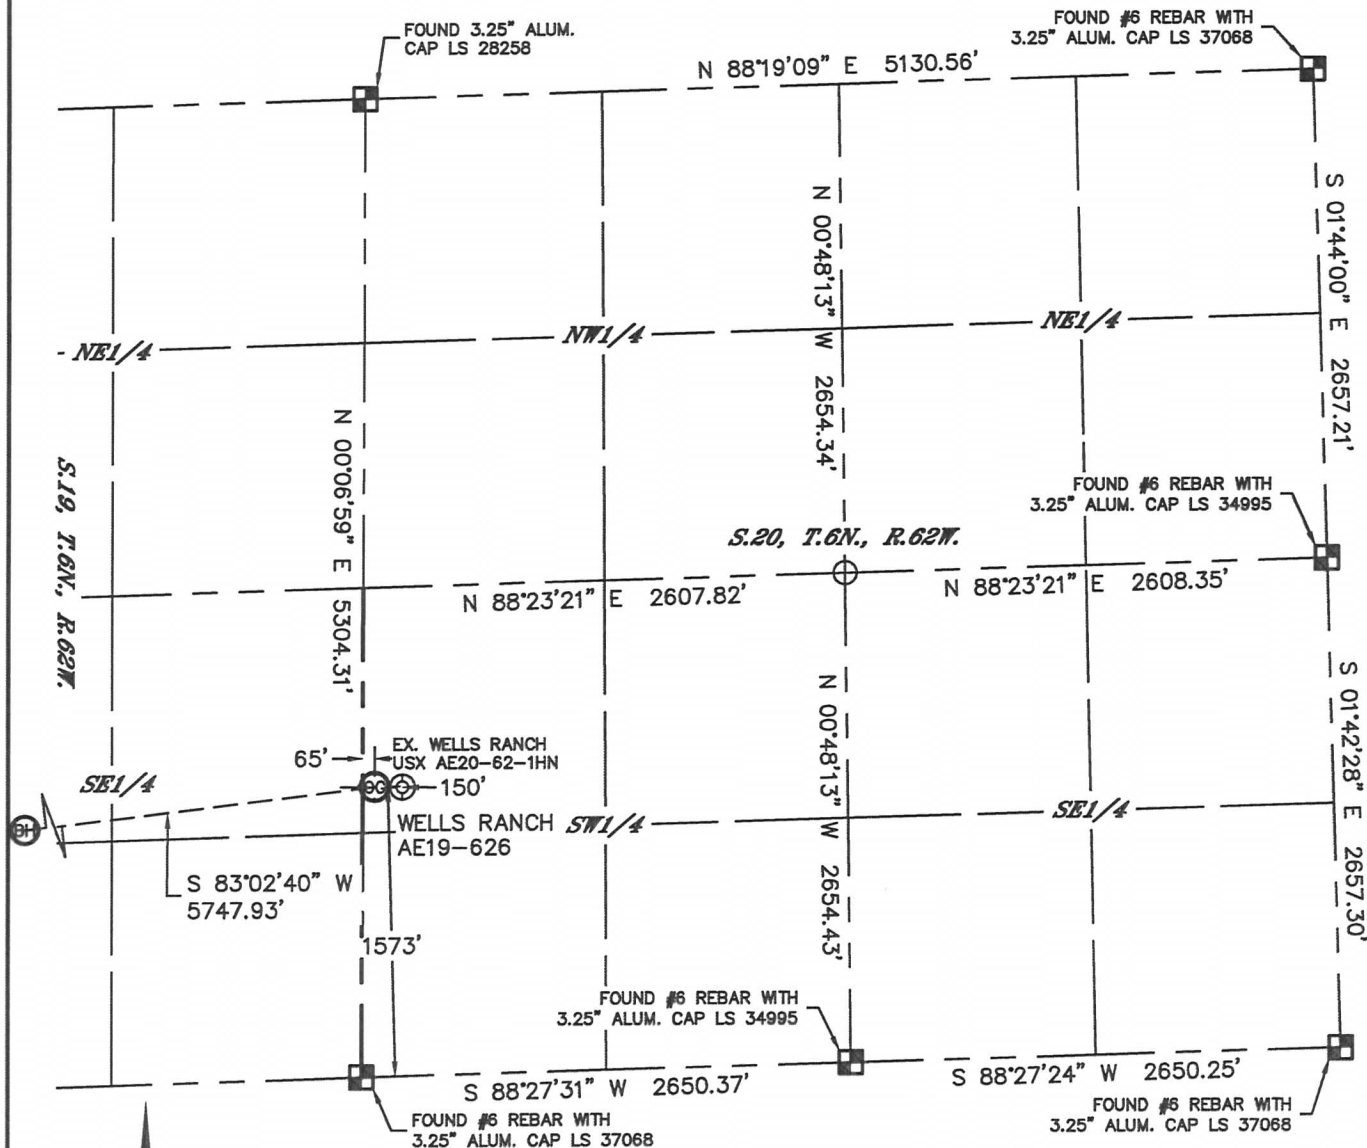 FOUND 3.25" ALUM.
CAP LS 28258
FOUND #6 REBAR WITH
3.25" ALUM. CAP LS 37068
N 88°19'09" E 5130.56'
N 00°48'13" W 2654.34'
S 01°44'00" E 2657.21'
- NE1/4
NW1/4
NE1/4
N 00°06'59" E 5304.31'
S.19, T.6N., R.62W.
FOUND #6 REBAR WITH
3.25" ALUM. CAP LS 34995
S.20, T.6N., R.62W.
N 88°23'21" E 2607.82'
N 88°23'21" E 2608.35'
N 00°48'13" W 2654.43'
S 01°42'28" E 2657.30'
65'
EX. WELLS RANCH
USX AE20-62-1HN
150'
SE1/4
WELLS RANCH
AE19-626
SW1/4
SE1/4
BH
S 83°02'40" W
5747.93'
1573'
FOUND #6 REBAR WITH
3.25" ALUM. CAP LS 34995
S 88°27'31" W 2650.37'
S 88°27'24" W 2650.25'
FOUND #6 REBAR WITH
3.25" ALUM. CAP LS 37068
FOUND #6 REBAR WITH
3.25" ALUM. CAP LS 37068